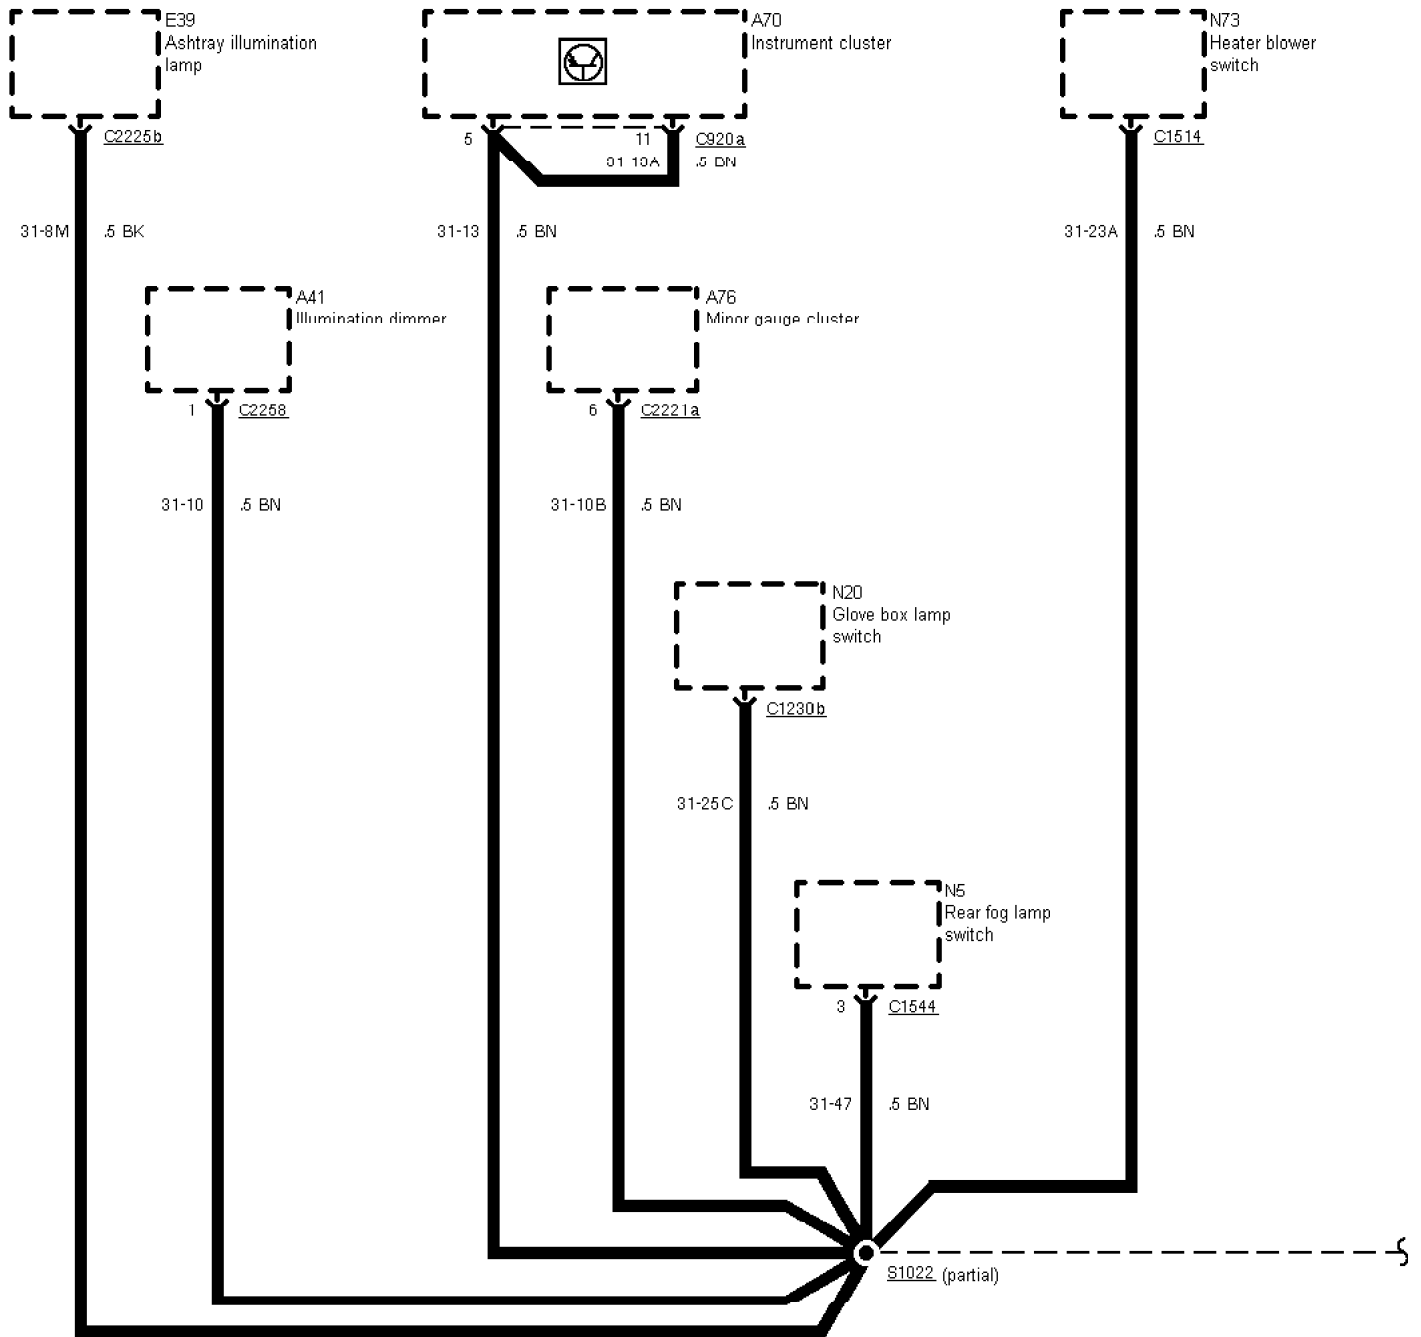 E39
Ashtray illumination
lamp
C2225b
31-8M .5 BK
A70
Instrument cluster
5 11 C920a
.5 BN
31-13 .5 BN
N73
Heater blower
switch
C1514
31-23A .5 BN
A41
Illumination dimmer
1 C2258
31-10 .5 BN
A76
Minor gauge cluster
6 C2221a
31-10B .5 BN
N20
Glove box lamp
switch
C1230b
31-25C .5 BN
N5
Rear fog lamp
switch
3 C1544
31-47 .5 BN
S1022 (partial)